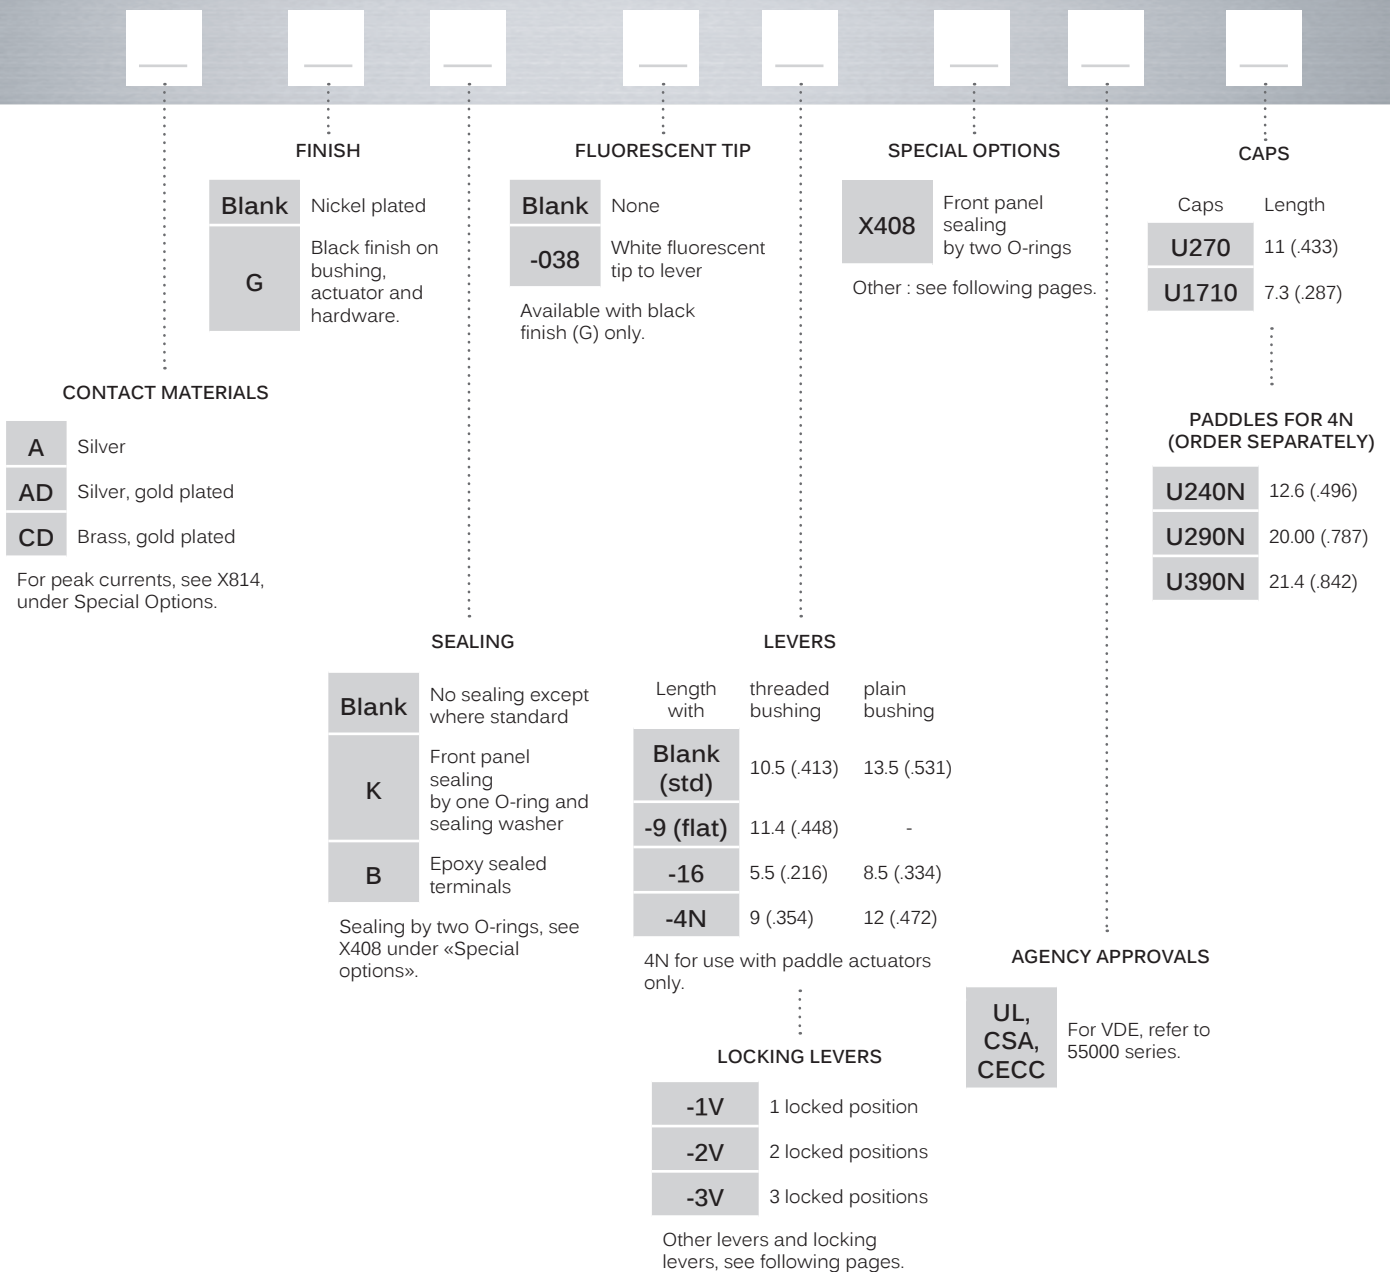 FINISH
Blank Nickel plated
G
Black finish on
bushing,
actuator and
hardware.
FLUORESCENT TIP
Blank None
-038
White fluorescent
tip to lever
Available with black
finish (G) only.
SPECIAL OPTIONS
X408
Front panel
sealing
by two O-rings
Other : see following pages.
CAPS
Caps Length
U270 11 (.433)
U1710 7.3 (.287)
PADDLES FOR 4N
(ORDER SEPARATELY)
U240N 12.6 (.496)
U290N 20.00 (.787)
U390N 21.4 (.842)
CONTACT MATERIALS
A Silver
AD Silver, gold plated
CD Brass, gold plated
For peak currents, see X814,
under Special Options.
SEALING
Blank
No sealing except
where standard
K
Front panel
sealing
by one O-ring and
sealing washer
B
Epoxy sealed
terminals
Sealing by two O-rings, see
X408 under «Special
options».
LEVERS
Length threaded plain
with bushing bushing
Blank
(std) 10.5 (.413) 13.5 (.531)
-9 (flat) 11.4 (.448) -
-16 5.5 (.216) 8.5 (.334)
-4N 9 (.354) 12 (.472)
4N for use with paddle actuators
only.
LOCKING LEVERS
-1V 1 locked position
-2V 2 locked positions
-3V 3 locked positions
Other levers and locking
levers, see following pages.
AGENCY APPROVALS
UL,
CSA,
CECC
For VDE, refer to
55000 series.